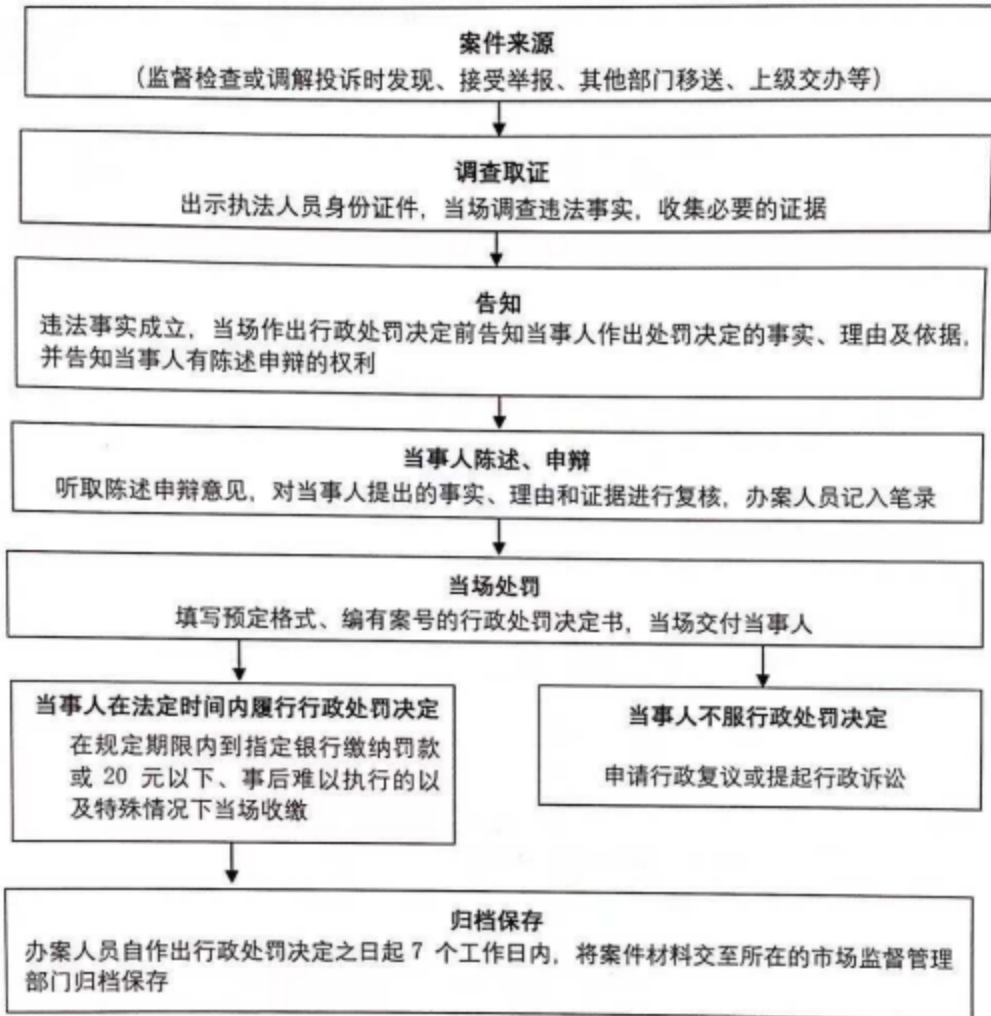 案件来源
（监督检查或调解投诉时发现、接受举报、其他部门移送、上级交办等）
调查取证
出示执法人员身份证件，当场调查违法事实，收集必要的证据
告知
违法事实成立，当场作出行政处罚决定前告知当事人作出处罚决定的事实、理由及依据，
并告知当事人有陈述申辩的权利
当事人陈述、申辩
听取陈述申辩意见，对当事人提出的事实、理由和证据进行复核，办案人员记入笔录
当场处罚
填写预定格式、编有案号的行政处罚决定书，当场交付当事人
当事人在法定时间内履行行政处罚决定
在规定期限内到指定银行缴纳罚款
或 20 元以下、事后难以执行的以
及特殊情况下当场收缴
当事人不服行政处罚决定
申请行政复议或提起行政诉讼
归档保存
办案人员自作出行政处罚决定之日起 7 个工作日内，将案件材料交至所在的市场监督管理
部门归档保存